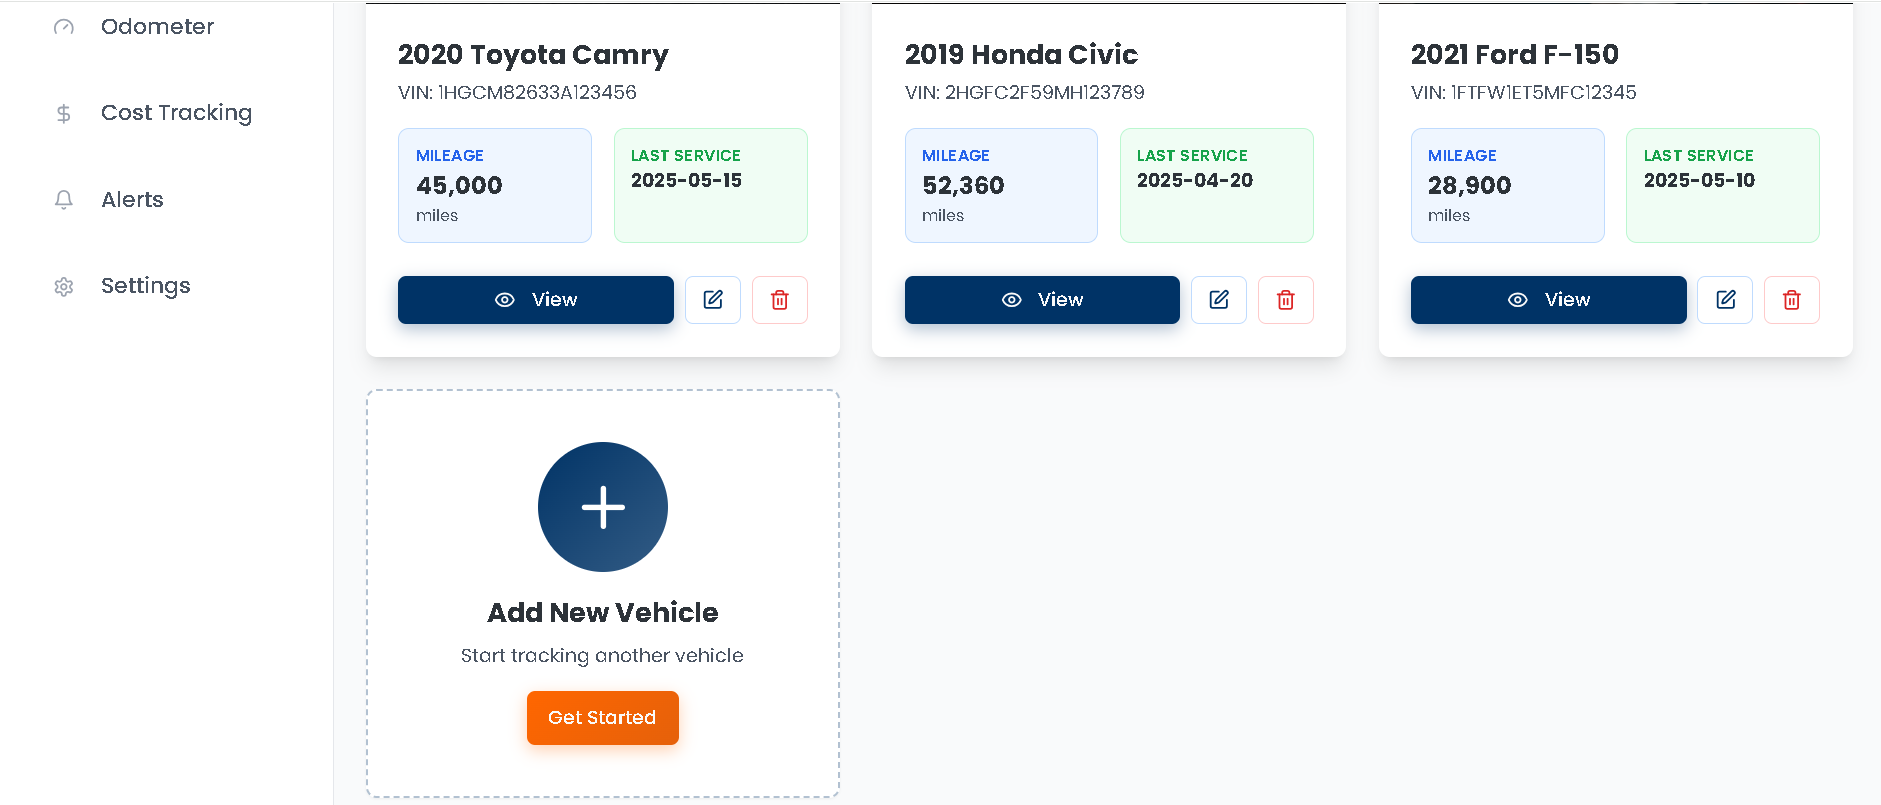 Odometer
Cost Tracking
Alerts
Settings
2020 Toyota Camry
VIN: 1HGCM82633A123456
MILEAGE
45,000
miles
LAST SERVICE
2025-05-15
View
2019 Honda Civic
VIN: 2HGFC2F59MH123789
MILEAGE
52,360
miles
LAST SERVICE
2025-04-20
View
2021 Ford F-150
VIN: 1FTFW1ET5MFC12345
MILEAGE
28,900
miles
LAST SERVICE
2025-05-10
View
Add New Vehicle
Start tracking another vehicle
Get Started